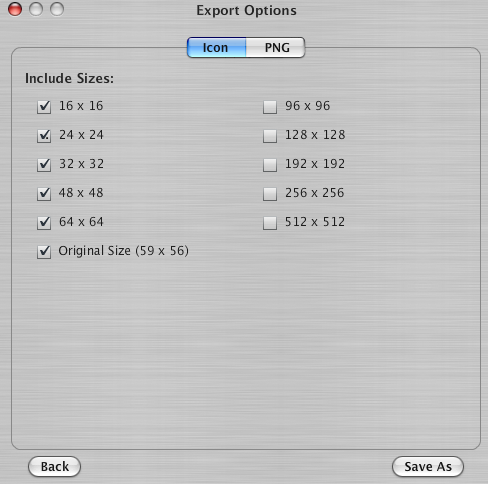 Export Options
Icon PNG
Include Sizes:
16 x 16
24 x 24
32 x 32
48 x 48
64 x 64
Original Size (59 x 56)
96 x 96
128 x 128
192 x 192
256 x 256
512 x 512
Back Save As